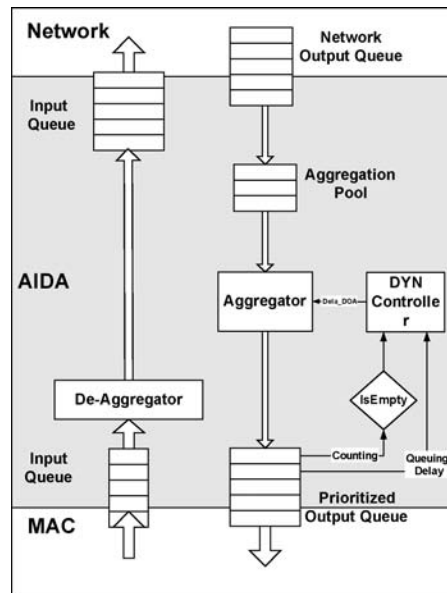 Network
Network
Output Queue
Input
Queue
Aggregation
Pool
AIDA
Aggregator
Dela_DOA
DYN
Controlle
r
De-Aggregator
IsEmpty
Input
Queue
Counting
Queuing
Delay
MAC
Prioritized
Output Queue